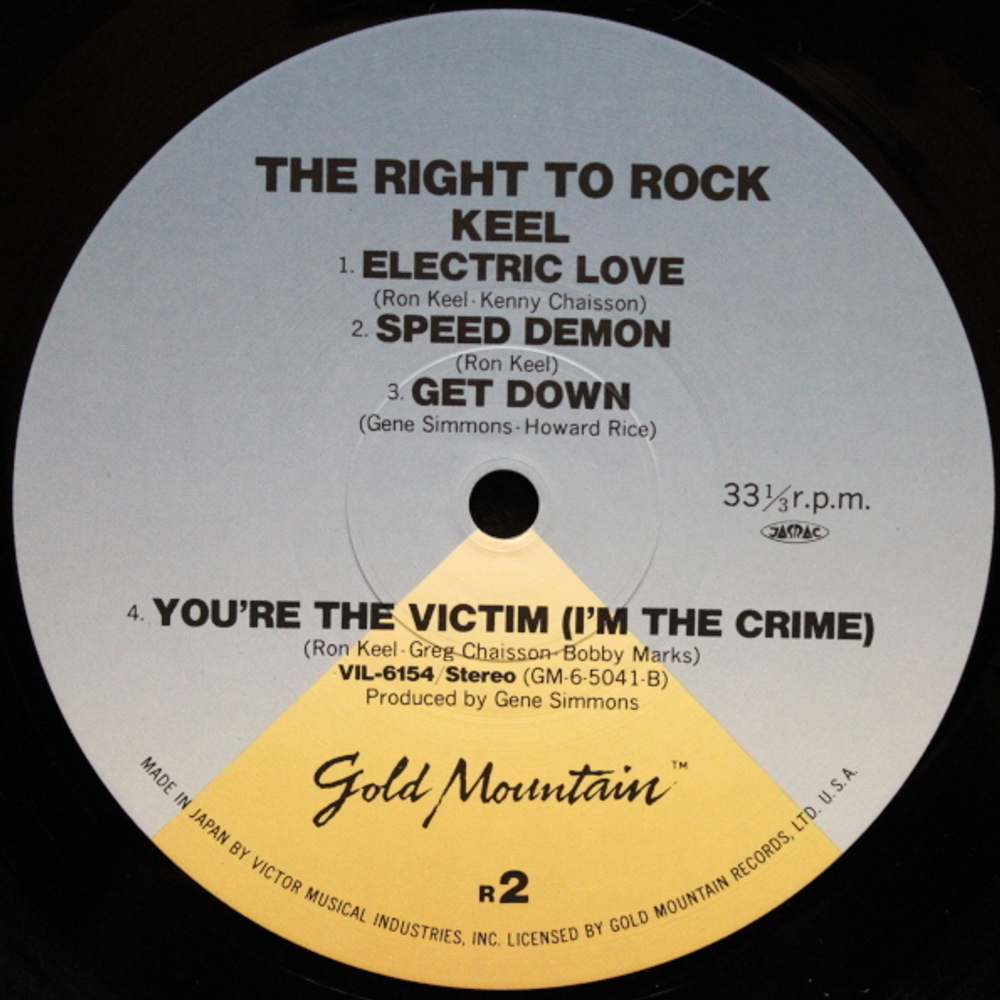 THE RIGHT TO ROCK
KEEL
1. ELECTRIC LOVE
(Ron Keel·Kenny Chaisson)
2. SPEED DEMON
(Ron Keel)
3. GET DOWN
(Gene Simmons·Howard Rice)
33⅓r.p.m.
JASRAC
4. YOU'RE THE VICTIM (I'M THE CRIME)
(Ron Keel·Greg Chaisson·Bobby Marks)
VIL-6154/Stereo (GM-6-5041-B)
Produced by Gene Simmons
Gold Mountain™
R2
MADE IN JAPAN BY VICTOR MUSICAL INDUSTRIES, INC. LICENSED BY GOLD MOUNTAIN RECORDS, LTD. U.S.A.